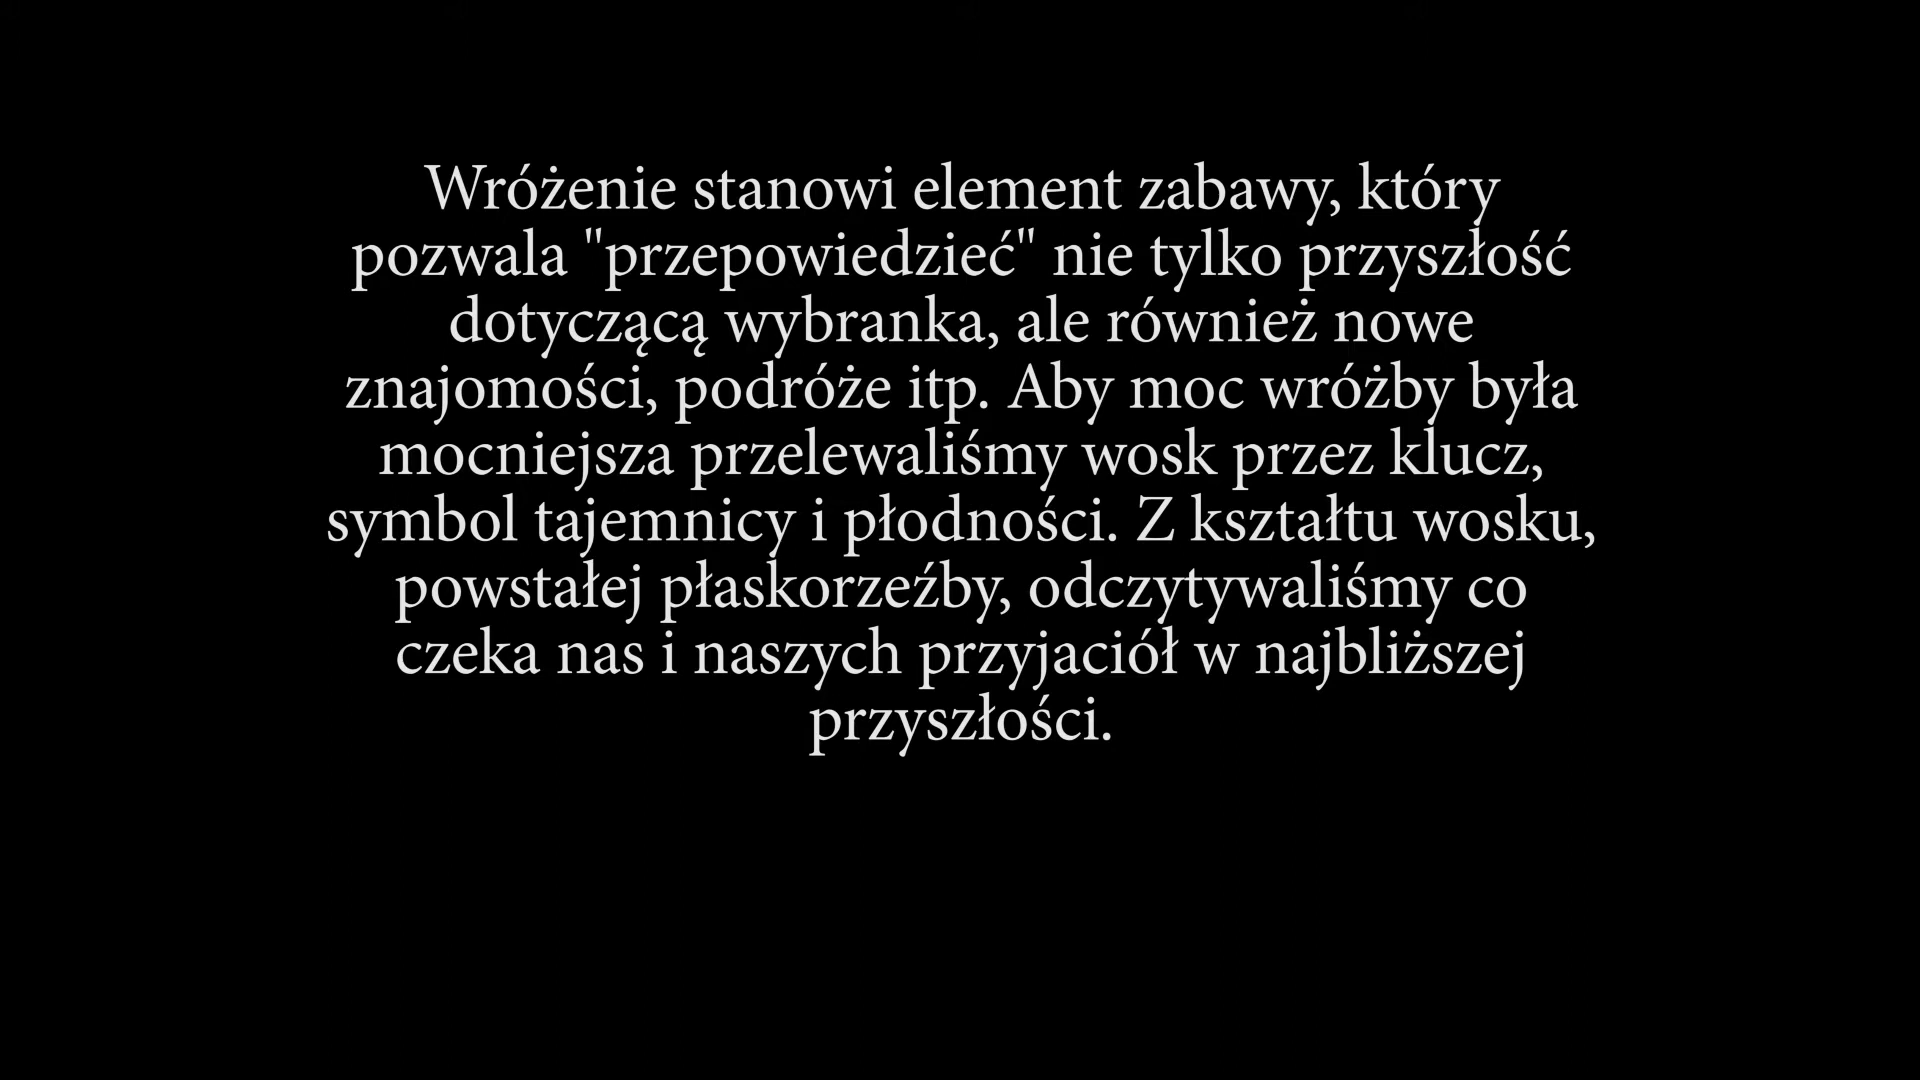 Wróżenie stanowi element zabawy, który
pozwala "przepowiedzieć" nie tylko przyszłość
dotyczącą wybranka, ale również nowe
znajomości, podróże itp. Aby moc wróżby była
mocniejsza przelewaliśmy wosk przez klucz,
symbol tajemnicy i płodności. Z kształtu wosku,
powstałej płaskorzeźby, odczytywaliśmy co
czeka nas i naszych przyjaciół w najbliższej
przyszłości.